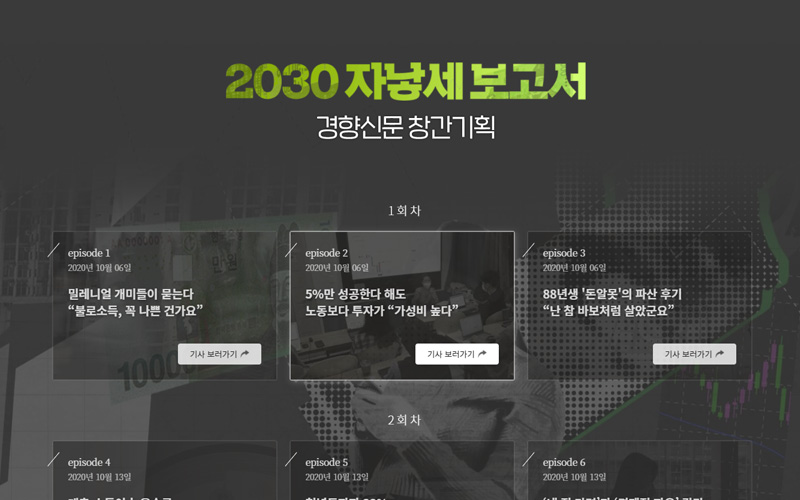 2030 자낳세 보고서
경향신문 창간기획
1회차
episode 1
2020년 10월 06일
밀레니얼 개미들이 묻는다
“불로소득, 꼭 나쁜 건가요”
기사 보러가기
episode 2
2020년 10월 06일
5%만 성공한다 해도
노동보다 투자가 “가성비 높다”
기사 보러가기
episode 3
2020년 10월 06일
88년생 '돈알못'의 파산 후기
“난 참 바보처럼 살았군요”
기사 보러가기
2회차
episode 4
2020년 10월 13일
episode 5
2020년 10월 13일
episode 6
2020년 10월 13일